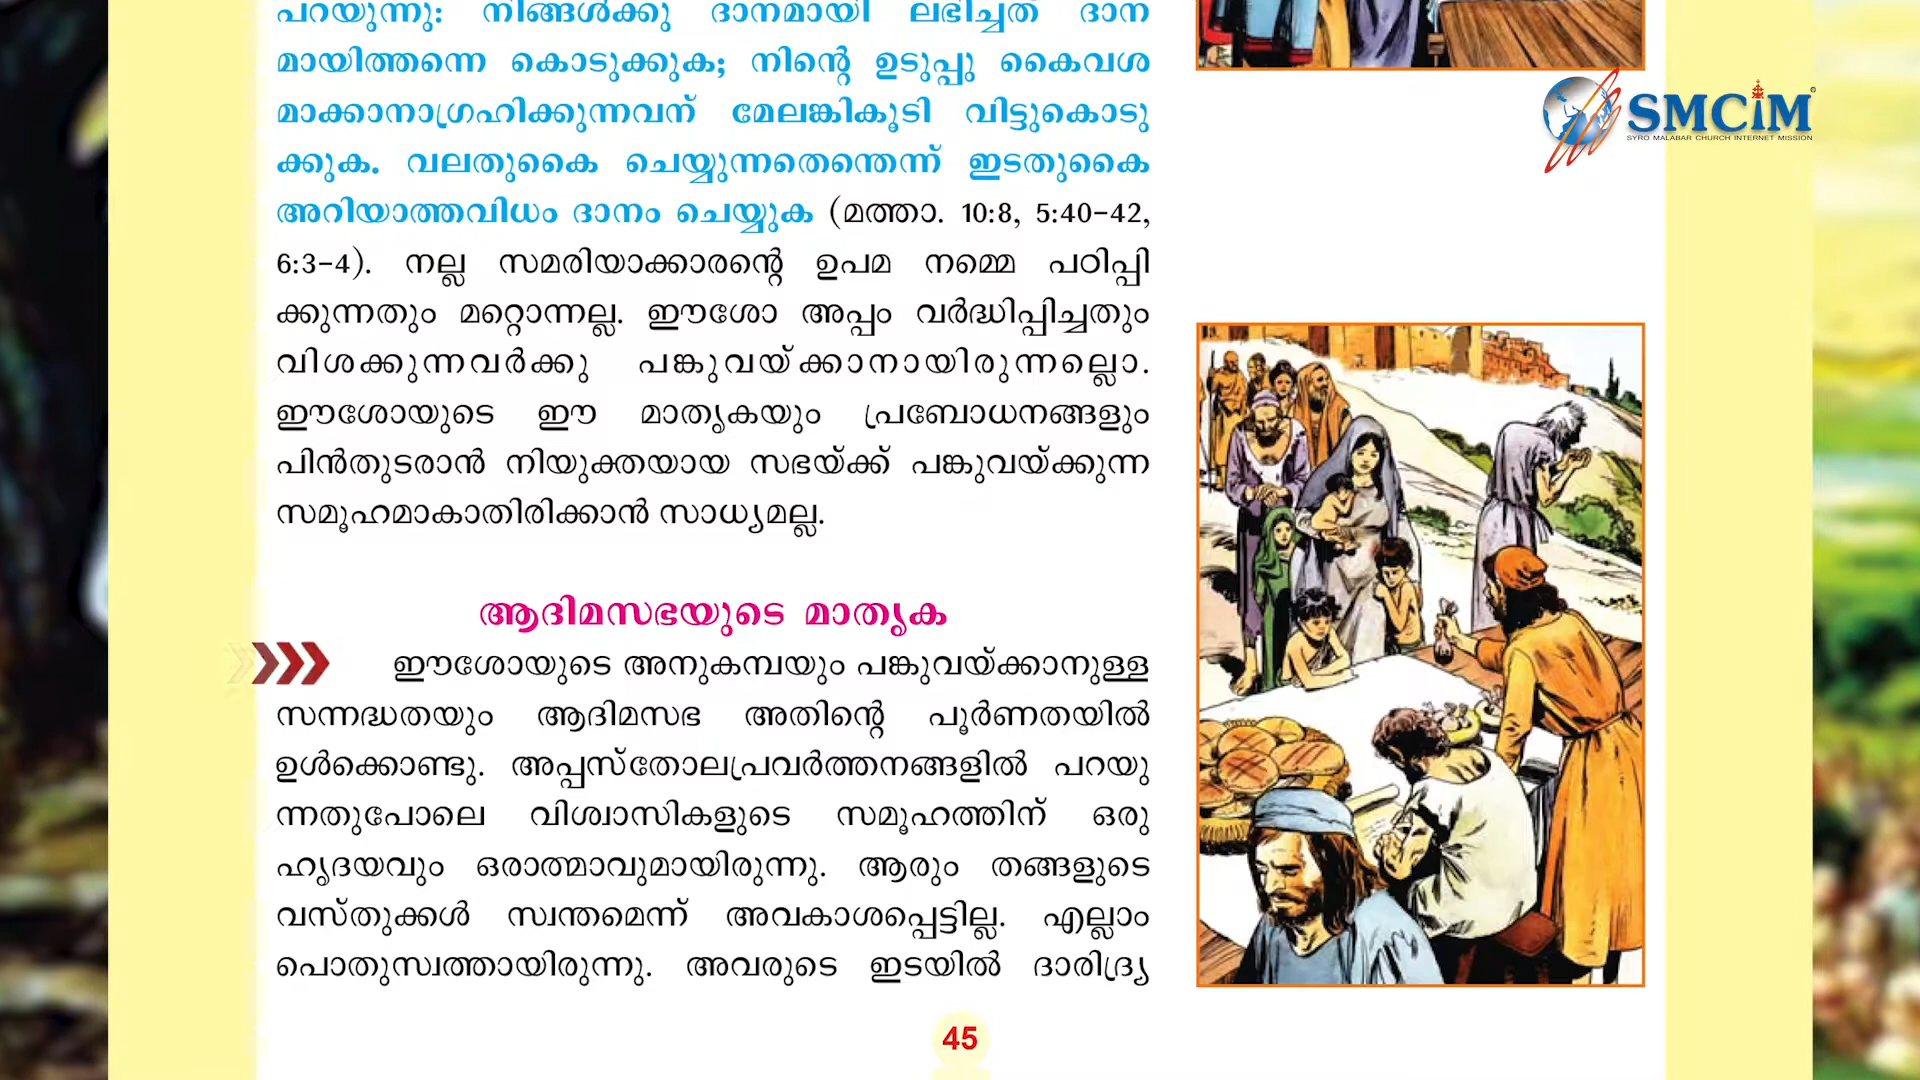 പറയുന്നു: നിങ്ങൾക്കു ദാനമായി ലഭിച്ചത് ദാന
മായിത്തന്നെ കൊടുക്കുക; നിന്റെ ഉടുപ്പു കൈവശ
മാക്കാനാഗ്രഹിക്കുന്നവന് മേലങ്കികൂടി വിട്ടുകൊടു
ക്കുക. വലതുകൈ ചെയ്യുന്നതെന്തെന്ന് ഇടതുകൈ
അറിയാത്തവിധം ദാനം ചെയ്യുക (മത്താ. 10:8, 5:40-42,
6:3-4). നല്ല സമരിയാക്കാരന്റെ ഉപമ നമ്മെ പഠിപ്പി
ക്കുന്നതും മറ്റൊന്നല്ല. ഈശോ അപ്പം വർദ്ധിപ്പിച്ചതും
വിശക്കുന്നവർക്കു പങ്കുവയ്ക്കാനായിരുന്നല്ലൊ.
ഈശോയുടെ ഈ മാതൃകയും പ്രബോധനങ്ങളും
പിൻതുടരാൻ നിയുക്തയായ സഭയ്ക്ക് പങ്കുവയ്ക്കുന്ന
സമൂഹമാകാതിരിക്കാൻ സാധ്യമല്ല.
ആദിമസഭയുടെ മാതൃക
ഈശോയുടെ അനുകമ്പയും പങ്കുവയ്ക്കാനുള്ള
സന്നദ്ധതയും ആദിമസഭ അതിന്റെ പൂർണതയിൽ
ഉൾക്കൊണ്ടു. അപ്പസ്തോലപ്രവർത്തനങ്ങളിൽ പറയു
ന്നതുപോലെ വിശ്വാസികളുടെ സമൂഹത്തിന് ഒരു
ഹൃദയവും ഒരാത്മാവുമായിരുന്നു. ആരും തങ്ങളുടെ
വസ്തുക്കൾ സ്വന്തമെന്ന് അവകാശപ്പെട്ടില്ല. എല്ലാം
പൊതുസ്വത്തായിരുന്നു. അവരുടെ ഇടയിൽ ദാരിദ്ര്യ
45
SMCIM
SYRO MALABAR CHURCH INTERNET MISSION